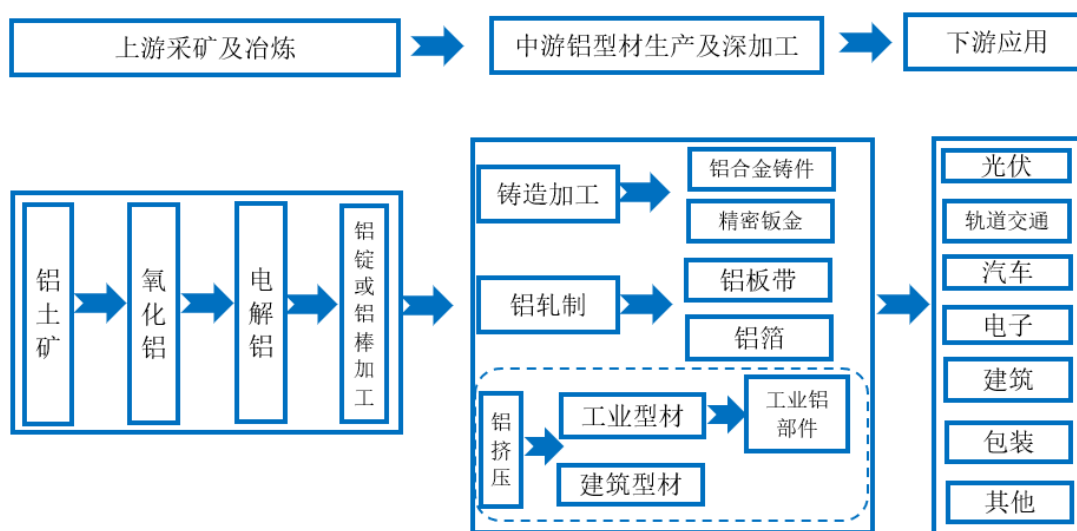 上游采矿及冶炼
中游铝型材生产及深加工
下游应用
铝土矿
氧化铝
电解铝
铝锭或铝棒加工
铸造加工
铝合金铸件
精密钣金
铝轧制
铝板带
铝箔
铝挤压
工业型材
工业铝
部件
建筑型材
光伏
轨道交通
汽车
电子
建筑
包装
其他